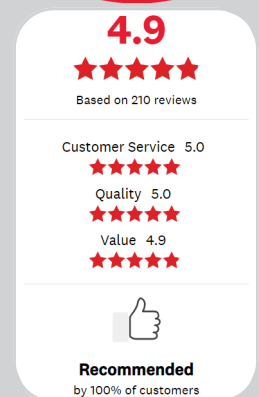 4.9
Based on 210 reviews
Customer Service 5.0
Quality 5.0
Value 4.9
Recommended
by 100% of customers